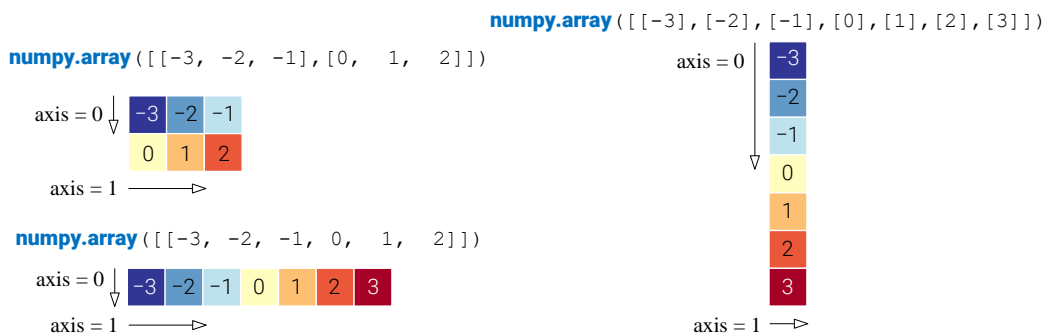 numpy.array([[-3, -2, -1],[0, 1, 2]])
axis = 0
−3 −2 −1
0 1 2
axis = 1
numpy.array([[-3, -2, -1, 0, 1, 2]])
axis = 0
−3 −2 −1 0 1 2 3
axis = 1
numpy.array([[-3],[-2],[-1],[0],[1],[2],[3]])
axis = 0
−3
−2
−1
0
1
2
3
axis = 1